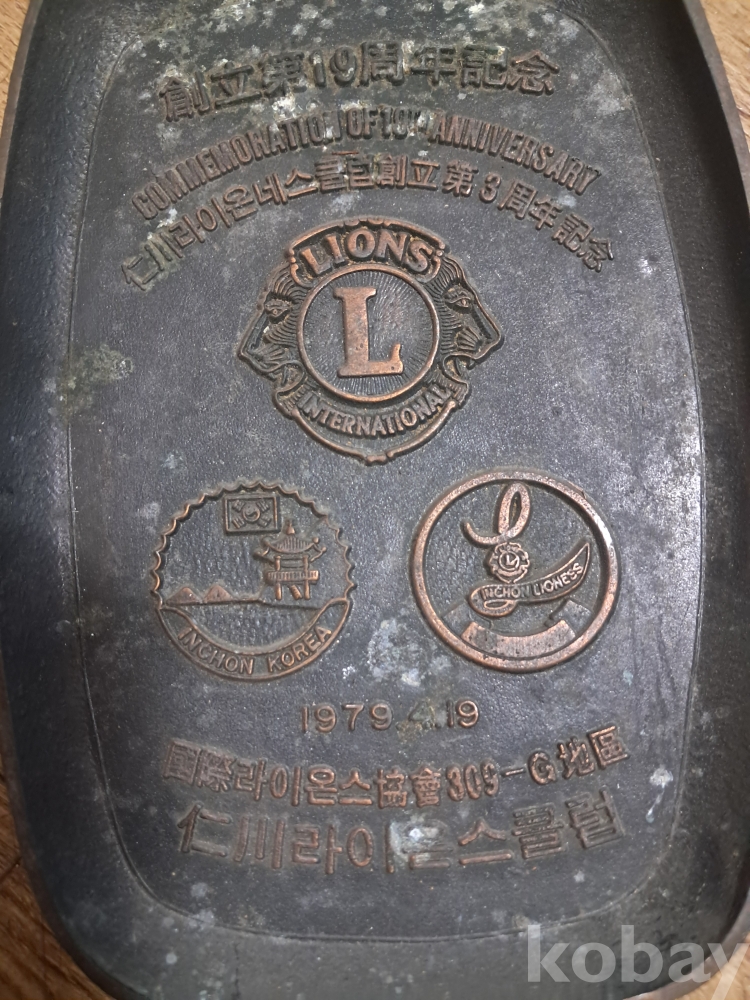 創立第19周年記念
COMMEMORATION OF 19TH ANNIVERSARY
仁川라이온네스클럽創立第3周年記念
LIONS
L
INTERNATIONAL
INCHON KOREA
L
INCHON LIONESS
1979 4 19
国際라이온스協會309-G地區
仁川라이온스클럽
kobay